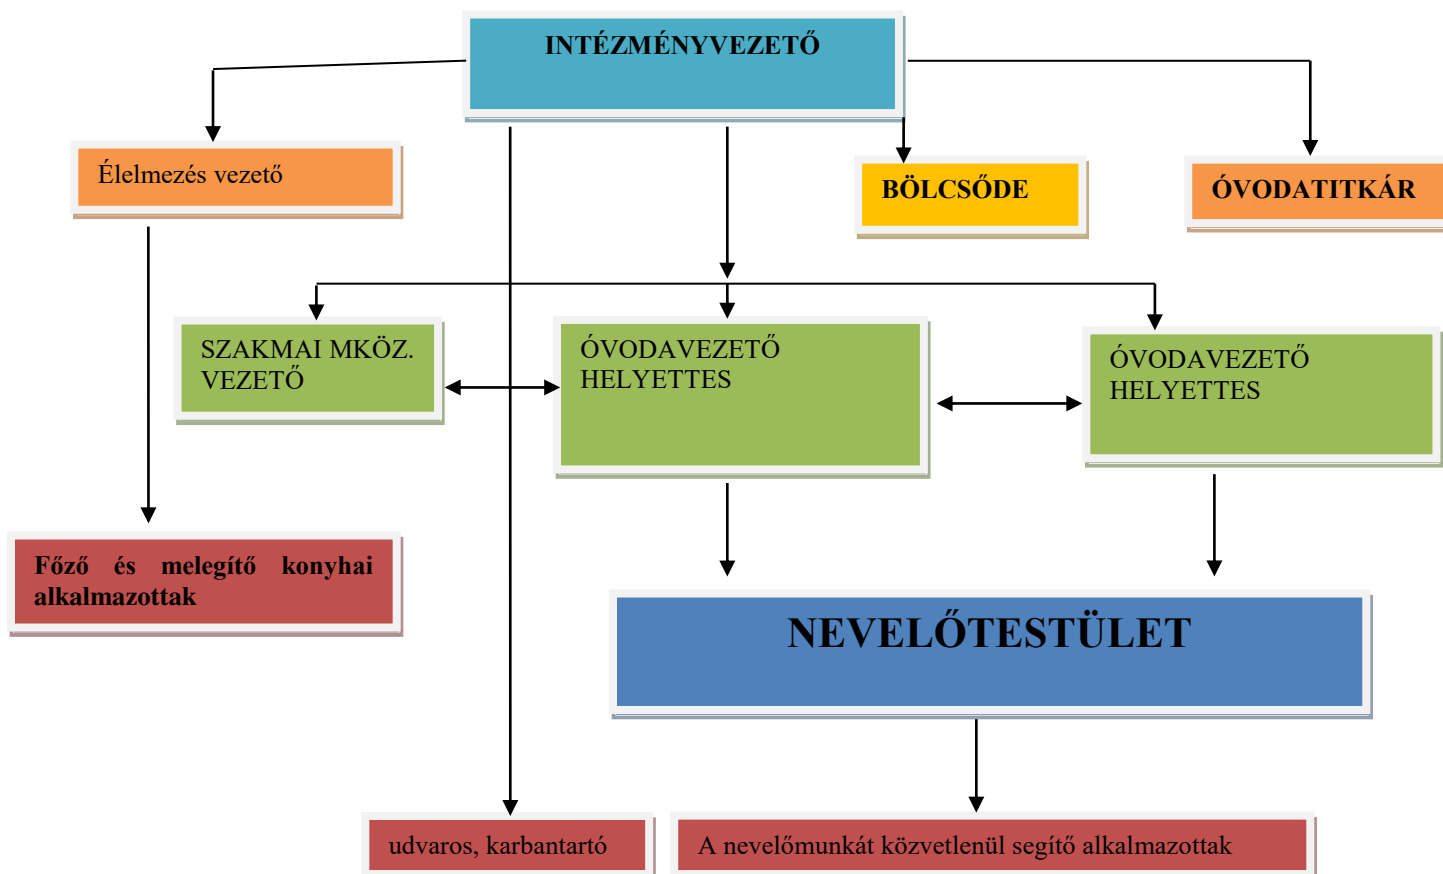 INTÉZMÉNYVEZETŐ
Élelmezés vezető
BÖLCSŐDE
ÓVODATITKÁR
SZAKMAI MKÖZ.
VEZETŐ
ÓVODAVEZETŐ
HELYETTES
ÓVODAVEZETŐ
HELYETTES
Főző és melegítő konyhai
alkalmazottak
NEVELŐTESTÜLET
udvaros, karbantartó
A nevelőmunkát közvetlenül segítő alkalmazottak